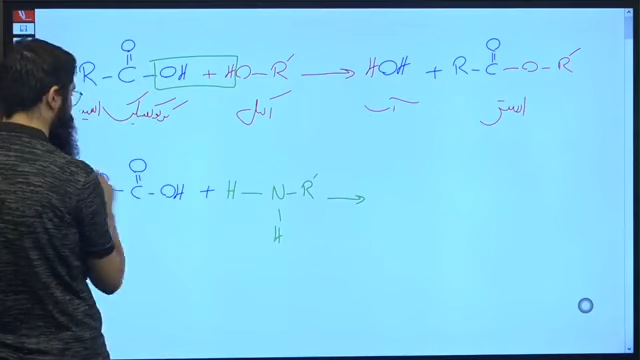 O
R - C - OH + HO - R′ → HOH + R - C - O - R′
کربوکسیلیک اسید الکل آب استر
O
C - OH + H - N - R′ →
H